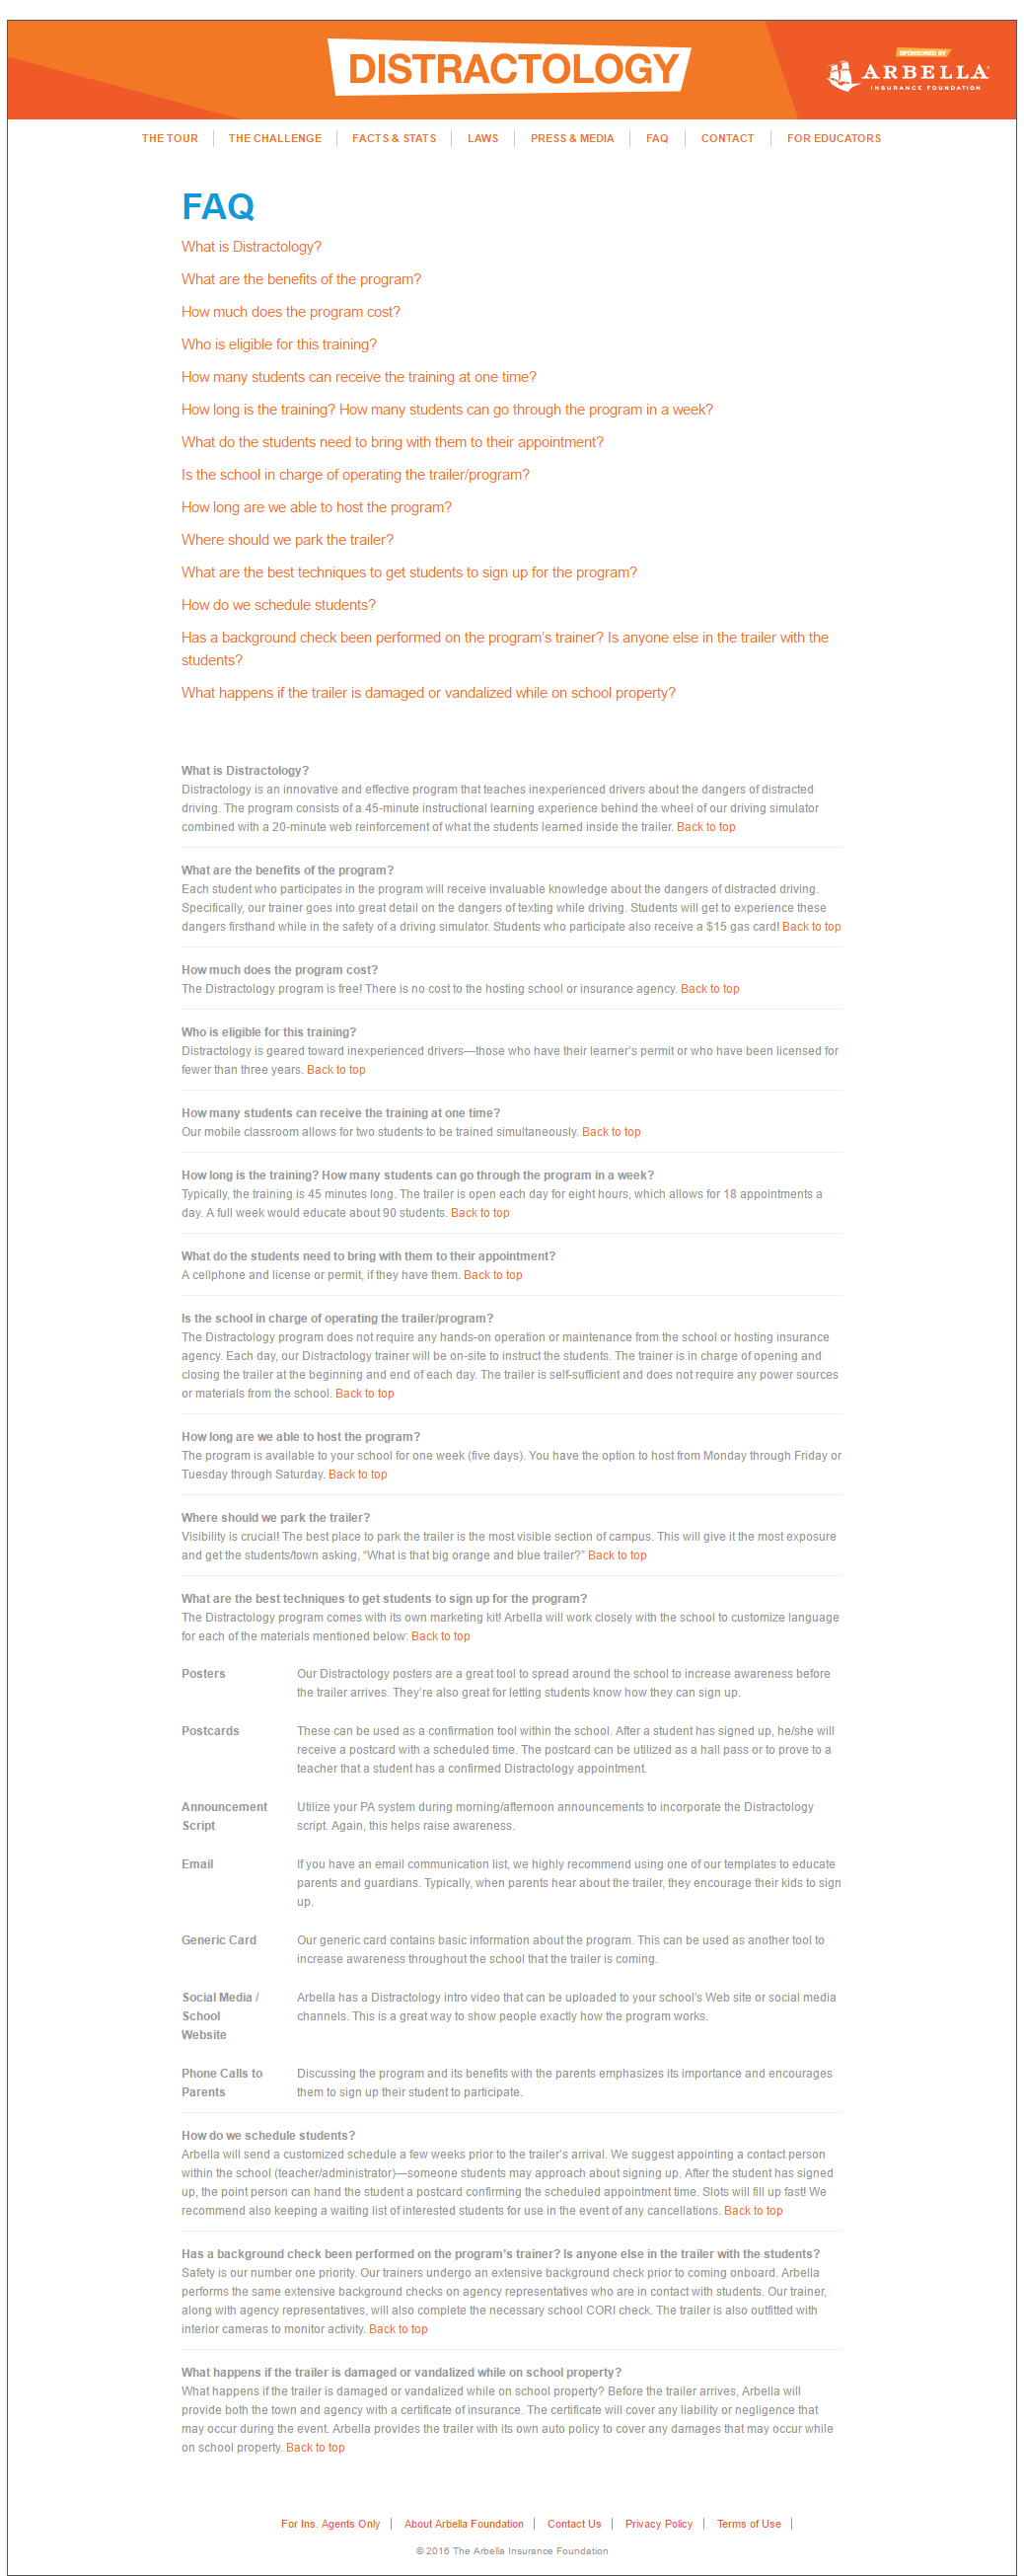 DISTRACTOLOGY
SPONSORED BY
ARBELLA
INSURANCE FOUNDATION
THE TOUR
THE CHALLENGE
FACTS & STATS
LAWS
PRESS & MEDIA
FAQ
CONTACT
FOR EDUCATORS
FAQ
What is Distractology?
What are the benefits of the program?
How much does the program cost?
Who is eligible for this training?
How many students can receive the training at one time?
How long is the training? How many students can go through the program in a week?
What do the students need to bring with them to their appointment?
Is the school in charge of operating the trailer/program?
How long are we able to host the program?
Where should we park the trailer?
What are the best techniques to get students to sign up for the program?
How do we schedule students?
Has a background check been performed on the program's trainer? Is anyone else in the trailer with the
students?
What happens if the trailer is damaged or vandalized while on school property?
What is Distractology?
Distractology is an innovative and effective program that teaches inexperienced drivers about the dangers of distracted
driving. The program consists of a 45-minute instructional learning experience behind the wheel of our driving simulator
combined with a 20-minute web reinforcement of what the students learned inside the trailer. Back to top
What are the benefits of the program?
Each student who participates in the program will receive invaluable knowledge about the dangers of distracted driving.
Specifically, our trainer goes into great detail on the dangers of texting while driving. Students will get to experience these
dangers firsthand while in the safety of a driving simulator. Students who participate also receive a $15 gas card! Back to top
How much does the program cost?
The Distractology program is free! There is no cost to the hosting school or insurance agency. Back to top
Who is eligible for this training?
Distractology is geared toward inexperienced drivers—those who have their learner's permit or who have been licensed for
fewer than three years. Back to top
How many students can receive the training at one time?
Our mobile classroom allows for two students to be trained simultaneously. Back to top
How long is the training? How many students can go through the program in a week?
Typically, the training is 45 minutes long. The trailer is open each day for eight hours, which allows for 18 appointments a
day. A full week would educate about 90 students. Back to top
What do the students need to bring with them to their appointment?
A cellphone and license or permit, if they have them. Back to top
Is the school in charge of operating the trailer/program?
The Distractology program does not require any hands-on operation or maintenance from the school or hosting insurance
agency. Each day, our Distractology trainer will be on-site to instruct the students. The trainer is in charge of opening and
closing the trailer at the beginning and end of each day. The trailer is self-sufficient and does not require any power sources
or materials from the school. Back to top
How long are we able to host the program?
The program is available to your school for one week (five days). You have the option to host from Monday through Friday or
Tuesday through Saturday. Back to top
Where should we park the trailer?
Visibility is crucial! The best place to park the trailer is the most visible section of campus. This will give it the most exposure
and get the students/town asking, “What is that big orange and blue trailer?” Back to top
What are the best techniques to get students to sign up for the program?
The Distractology program comes with its own marketing kit! Arbella will work closely with the school to customize language
for each of the materials mentioned below: Back to top
Posters
Our Distractology posters are a great tool to spread around the school to increase awareness before
the trailer arrives. They're also great for letting students know how they can sign up.
Postcards
These can be used as a confirmation tool within the school. After a student has signed up, he/she will
receive a postcard with a scheduled time. The postcard can be utilized as a hall pass or to prove to a
teacher that a student has a confirmed Distractology appointment.
Announcement
Script
Utilize your PA system during morning/afternoon announcements to incorporate the Distractology
script. Again, this helps raise awareness.
Email
If you have an email communication list, we highly recommend using one of our templates to educate
parents and guardians. Typically, when parents hear about the trailer, they encourage their kids to sign
up.
Generic Card
Our generic card contains basic information about the program. This can be used as another tool to
increase awareness throughout the school that the trailer is coming.
Social Media /
School
Website
Arbella has a Distractology intro video that can be uploaded to your school's Web site or social media
channels. This is a great way to show people exactly how the program works.
Phone Calls to
Parents
Discussing the program and its benefits with the parents emphasizes its importance and encourages
them to sign up their student to participate.
How do we schedule students?
Arbella will send a customized schedule a few weeks prior to the trailer's arrival. We suggest appointing a contact person
within the school (teacher/administrator)—someone students may approach about signing up. After the student has signed
up, the point person can hand the student a postcard confirming the scheduled appointment time. Slots will fill up fast! We
recommend also keeping a waiting list of interested students for use in the event of any cancellations. Back to top
Has a background check been performed on the program's trainer? Is anyone else in the trailer with the students?
Safety is our number one priority. Our trainers undergo an extensive background check prior to coming onboard. Arbella
performs the same extensive background checks on agency representatives who are in contact with students. Our trainer,
along with agency representatives, will also complete the necessary school CORI check. The trailer is also outfitted with
interior cameras to monitor activity. Back to top
What happens if the trailer is damaged or vandalized while on school property?
What happens if the trailer is damaged or vandalized while on school property? Before the trailer arrives, Arbella will
provide both the town and agency with a certificate of insurance. The certificate will cover any liability or negligence that
may occur during the event. Arbella provides the trailer with its own auto policy to cover any damages that may occur while
on school property. Back to top
For Ins. Agents Only | About Arbella Foundation | Contact Us | Privacy Policy | Terms of Use |
© 2016 The Arbella Insurance Foundation